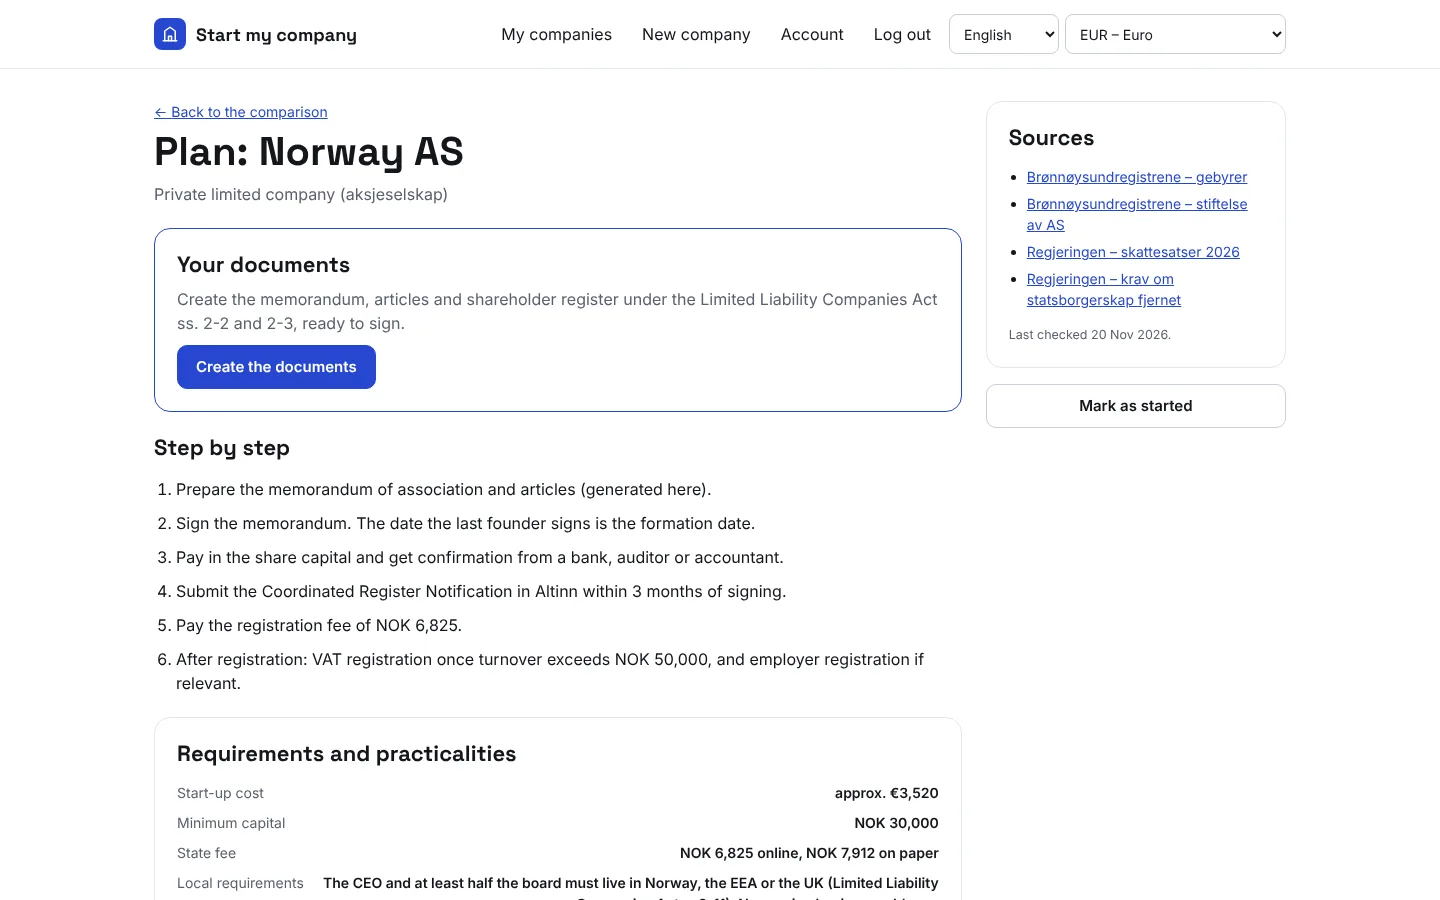 Start my company
My companies
New company
Account
Log out
English
EUR – Euro
← Back to the comparison
Plan: Norway AS
Private limited company (aksjeselskap)
Your documents
Create the memorandum, articles and shareholder register under the Limited Liability Companies Act
ss. 2-2 and 2-3, ready to sign.
Create the documents
Step by step
1. Prepare the memorandum of association and articles (generated here).
2. Sign the memorandum. The date the last founder signs is the formation date.
3. Pay in the share capital and get confirmation from a bank, auditor or accountant.
4. Submit the Coordinated Register Notification in Altinn within 3 months of signing.
5. Pay the registration fee of NOK 6,825.
6. After registration: VAT registration once turnover exceeds NOK 50,000, and employer registration if
relevant.
Requirements and practicalities
Start-up cost approx. €3,520
Minimum capital NOK 30,000
State fee NOK 6,825 online, NOK 7,912 on paper
Local requirements The CEO and at least half the board must live in Norway, the EEA or the UK (Limited Liability
Sources
Brønnøysundregistrene – gebyrer
Brønnøysundregistrene – stiftelse
av AS
Regjeringen – skattesatser 2026
Regjeringen – krav om
statsborgerskap fjernet
Last checked 20 Nov 2026.
Mark as started